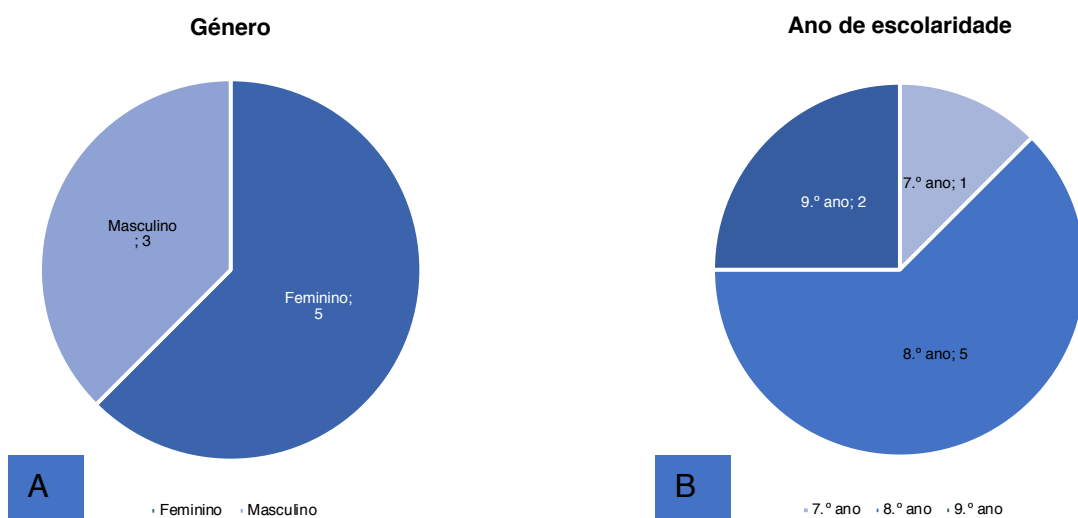 Género
Masculino
; 3
Feminino;
5
A
Feminino Masculino
Ano de escolaridade
7.º ano; 1
9.º ano; 2
8.º ano; 5
B
7.º ano 8.º ano 9.º ano